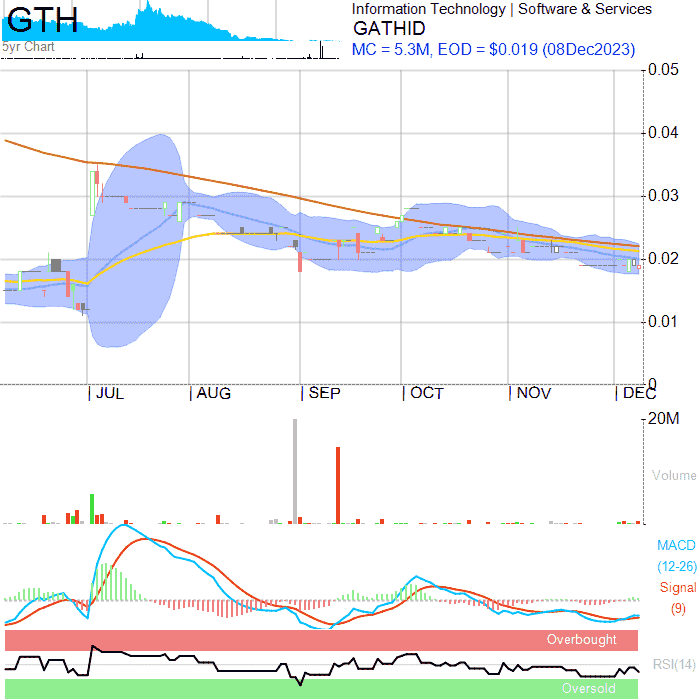 GTH
5yr Chart
Information Technology | Software & Services
GATHID
MC = 5.3M, EOD = $0.019 (08Dec2023)
0.05
0.04
0.03
0.02
0.01
0
JUL AUG SEP OCT NOV DEC
20M
Volume
MACD
(12-26)
Signal
(9)
Overbought
RSI(14)
Oversold